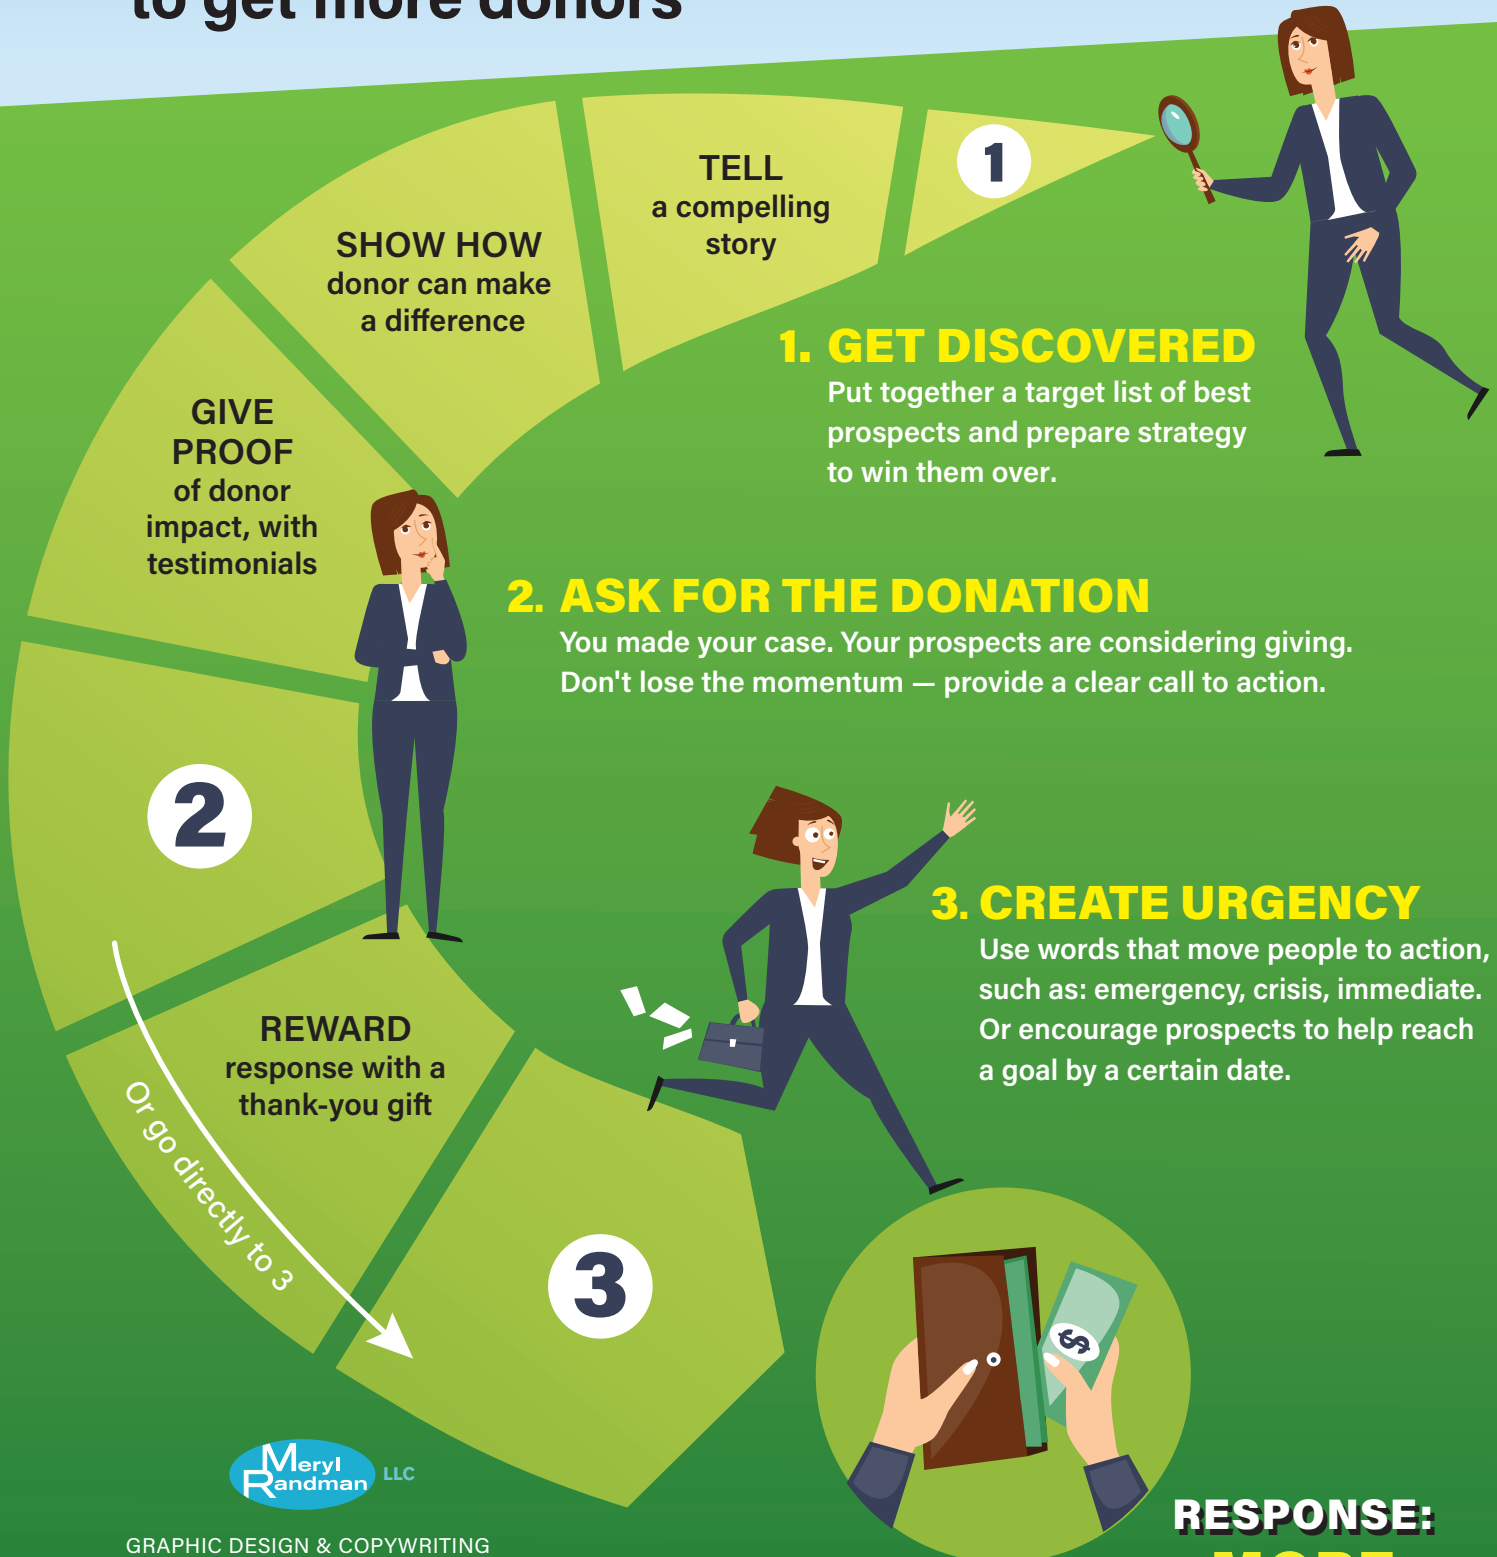 to get more donors
1
TELL
a compelling
story
SHOW HOW
donor can make
a difference
GIVE
PROOF
of donor
impact, with
testimonials
1. GET DISCOVERED
Put together a target list of best
prospects and prepare strategy
to win them over.
2. ASK FOR THE DONATION
You made your case. Your prospects are considering giving.
Don't lose the momentum — provide a clear call to action.
2
3. CREATE URGENCY
Use words that move people to action,
such as: emergency, crisis, immediate.
Or encourage prospects to help reach
a goal by a certain date.
REWARD
response with a
thank-you gift
Or go directly to 3
3
$
Meryl
Randman LLC
GRAPHIC DESIGN & COPYWRITING
RESPONSE: